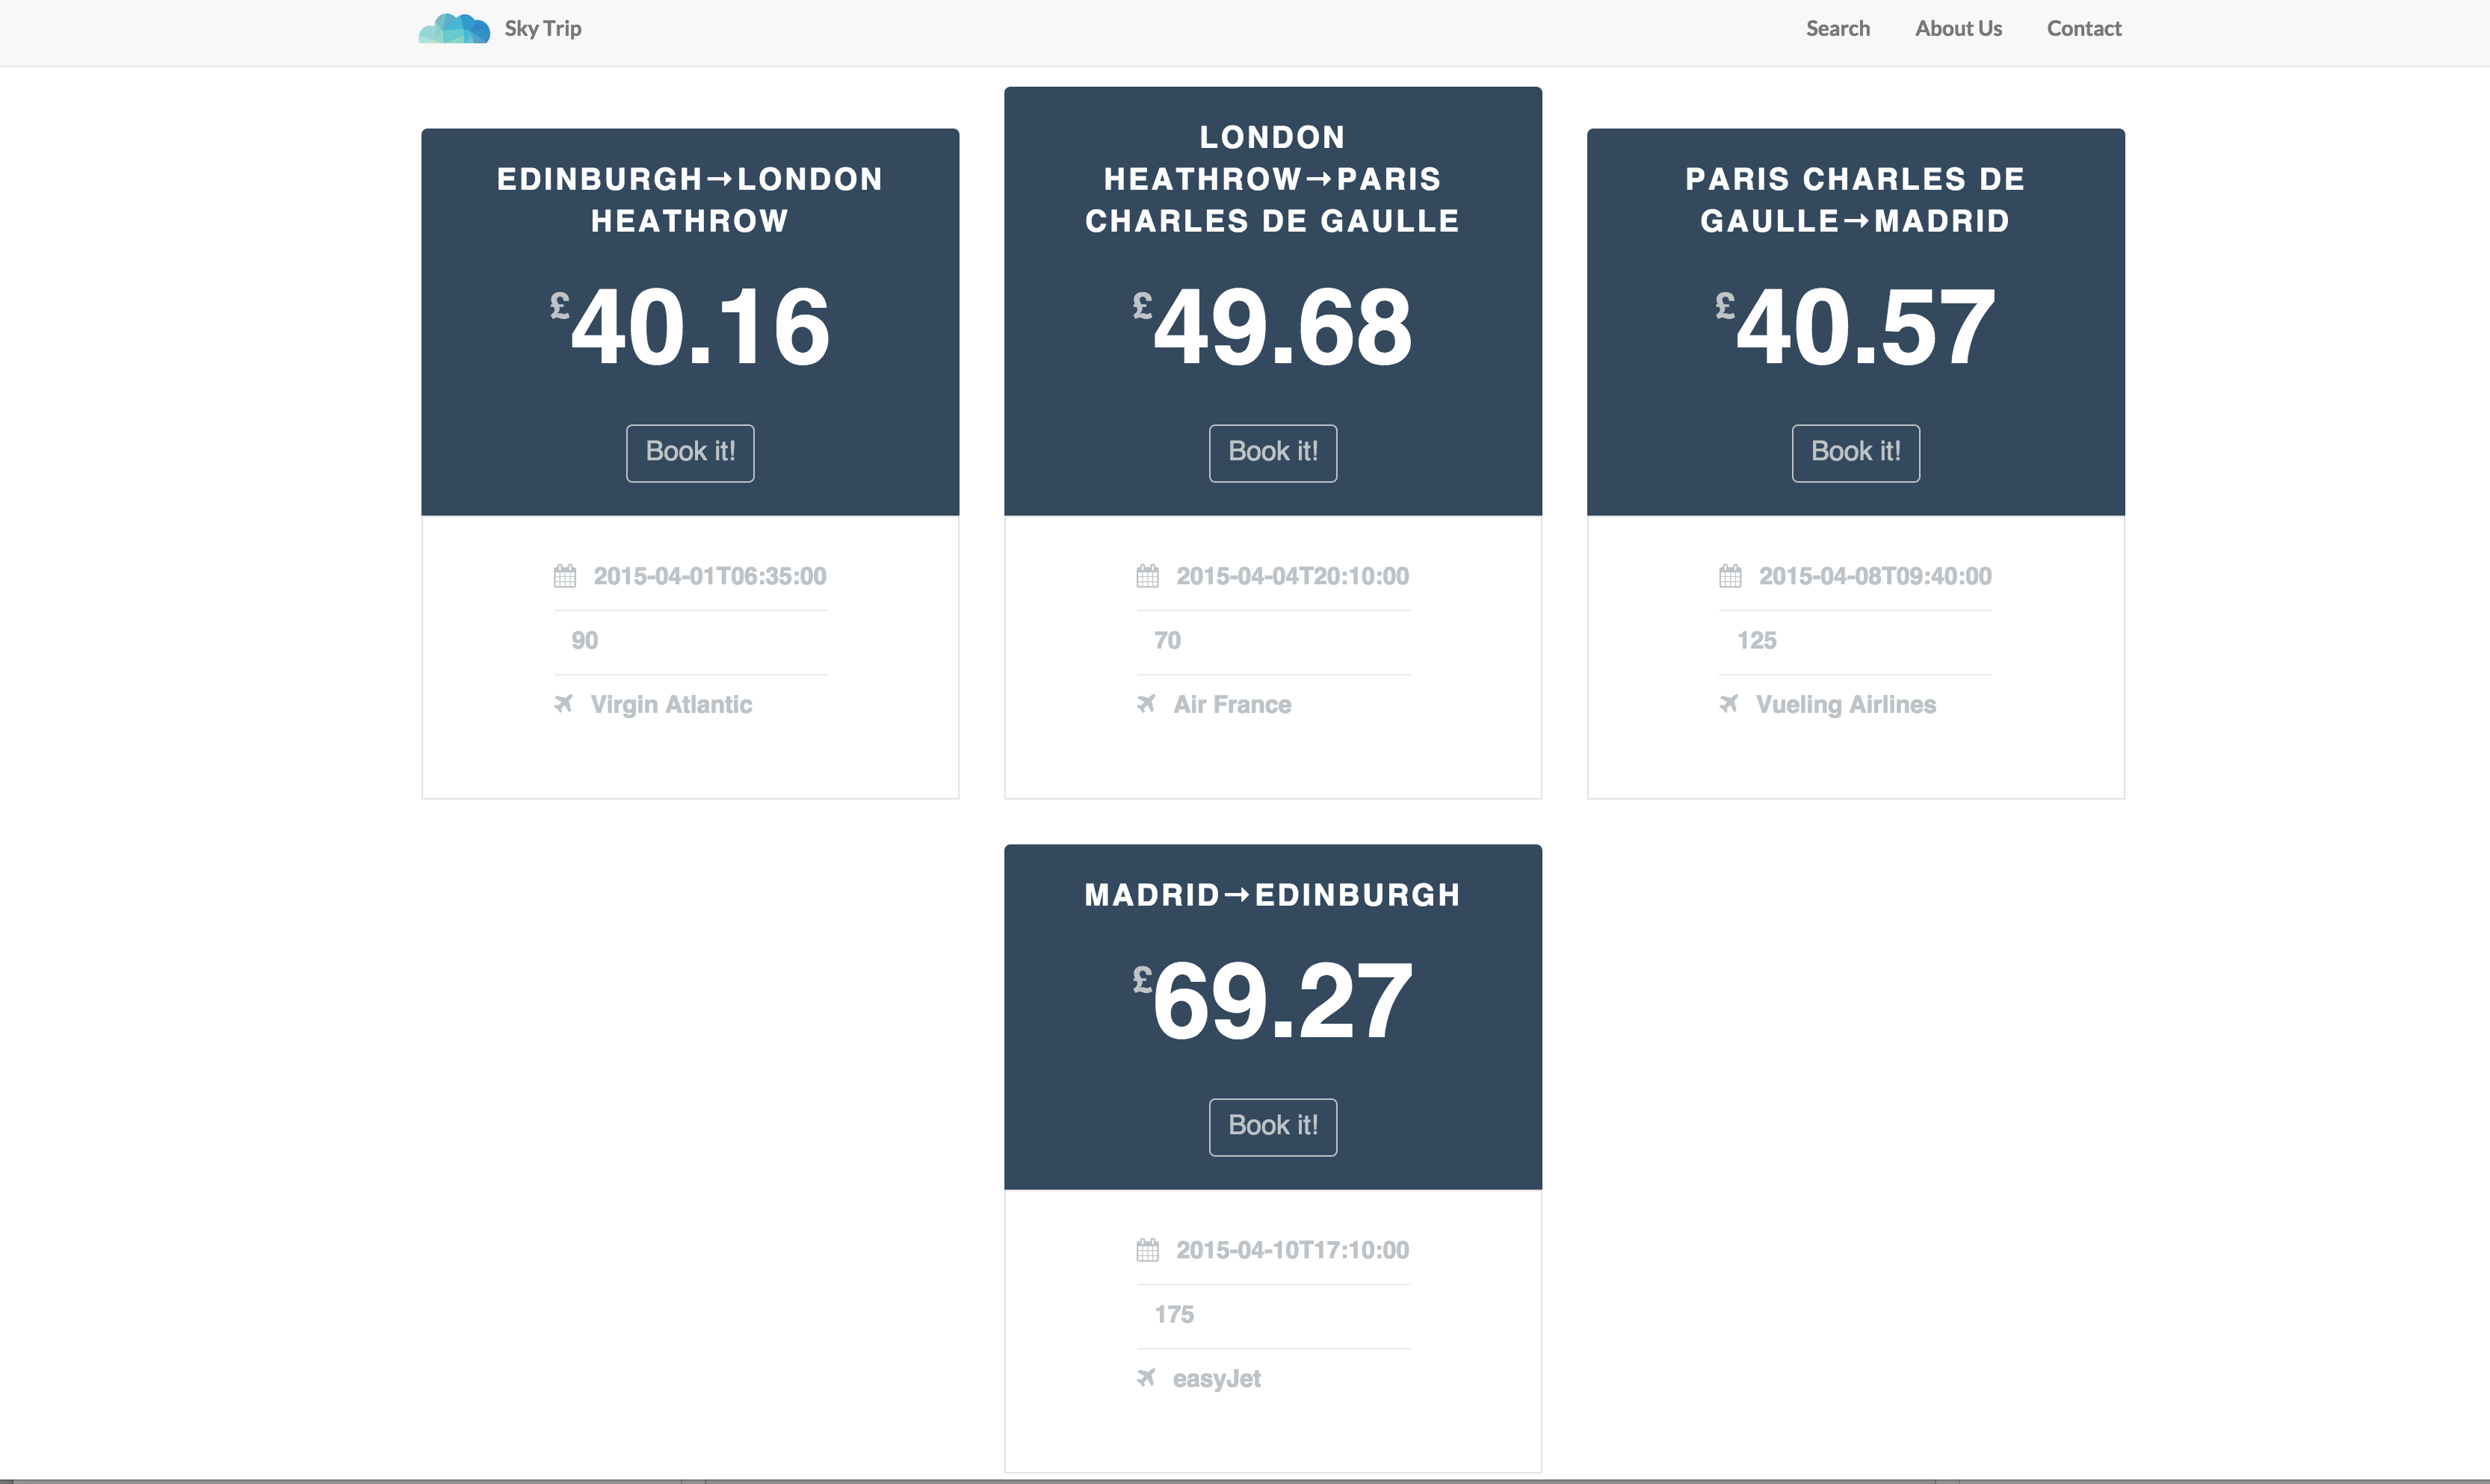 Sky Trip
Search
About Us
Contact
EDINBURGH→LONDON
HEATHROW
£40.16
Book it!
2015-04-01T06:35:00
90
Virgin Atlantic
LONDON
HEATHROW→PARIS
CHARLES DE GAULLE
£49.68
Book it!
2015-04-04T20:10:00
70
Air France
PARIS CHARLES DE
GAULLE→MADRID
£40.57
Book it!
2015-04-08T09:40:00
125
Vueling Airlines
MADRID→EDINBURGH
£69.27
Book it!
2015-04-10T17:10:00
175
easyJet